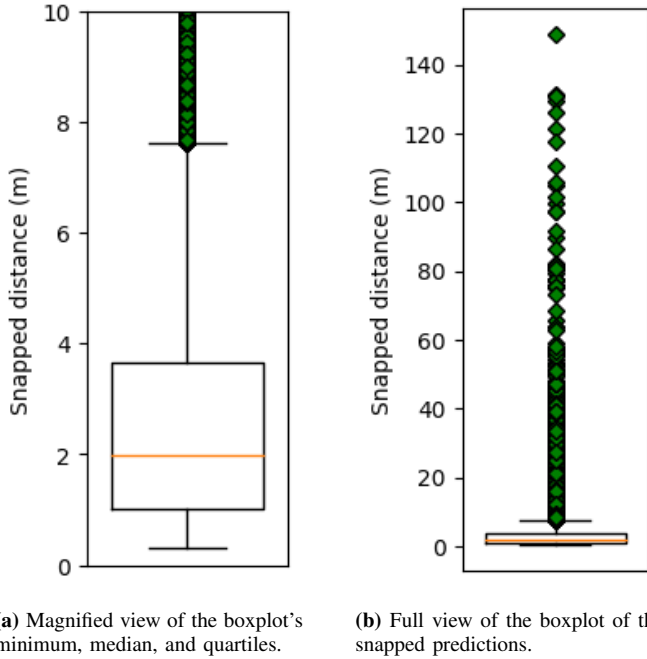 10
8
6
4
2
0
Snapped distance (m)
140
120
100
80
60
40
20
0
Snapped distance (m)
(a) Magnified view of the boxplot's
minimum, median, and quartiles.
(b) Full view of the boxplot of th
snapped predictions.